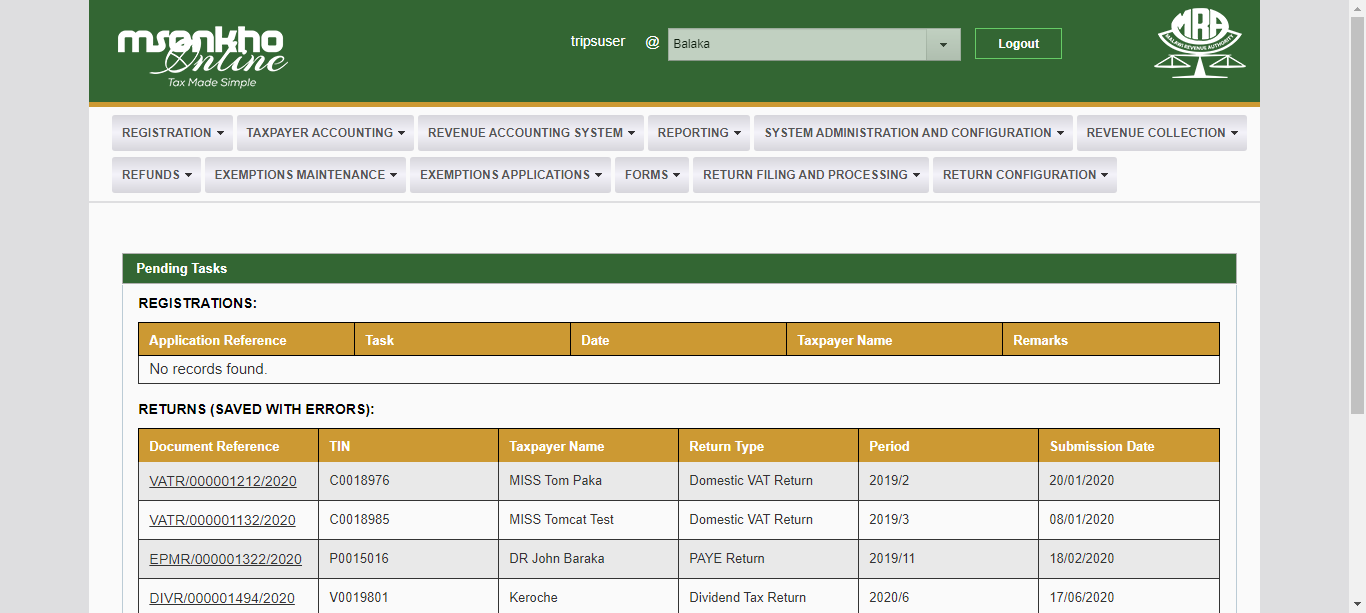 msonkho
Online
Tax Made Simple
tripsuser @ Balaka Logout
MRA
MALAWI REVENUE AUTHORITY
REGISTRATION TAXPAYER ACCOUNTING REVENUE ACCOUNTING SYSTEM REPORTING SYSTEM ADMINISTRATION AND CONFIGURATION REVENUE COLLECTION
REFUNDS EXEMPTIONS MAINTENANCE EXEMPTIONS APPLICATIONS FORMS RETURN FILING AND PROCESSING RETURN CONFIGURATION
Pending Tasks
REGISTRATIONS:
Application Reference Task Date Taxpayer Name Remarks
No records found.
RETURNS (SAVED WITH ERRORS):
Document Reference TIN Taxpayer Name Return Type Period Submission Date
VATR/000001212/2020 C0018976 MISS Tom Paka Domestic VAT Return 2019/2 20/01/2020
VATR/000001132/2020 C0018985 MISS Tomcat Test Domestic VAT Return 2019/3 08/01/2020
EPMR/000001322/2020 P0015016 DR John Baraka PAYE Return 2019/11 18/02/2020
DIVR/000001494/2020 V0019801 Keroche Dividend Tax Return 2020/6 17/06/2020